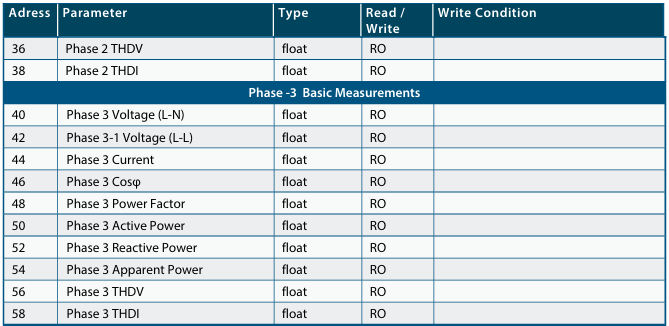 Adress Parameter Type Read / Write Write Condition
36 Phase 2 THDV float RO
38 Phase 2 THDI float RO
Phase -3 Basic Measurements
40 Phase 3 Voltage (L-N) float RO
42 Phase 3-1 Voltage (L-L) float RO
44 Phase 3 Current float RO
46 Phase 3 Cosφ float RO
48 Phase 3 Power Factor float RO
50 Phase 3 Active Power float RO
52 Phase 3 Reactive Power float RO
54 Phase 3 Apparent Power float RO
56 Phase 3 THDV float RO
58 Phase 3 THDI float RO